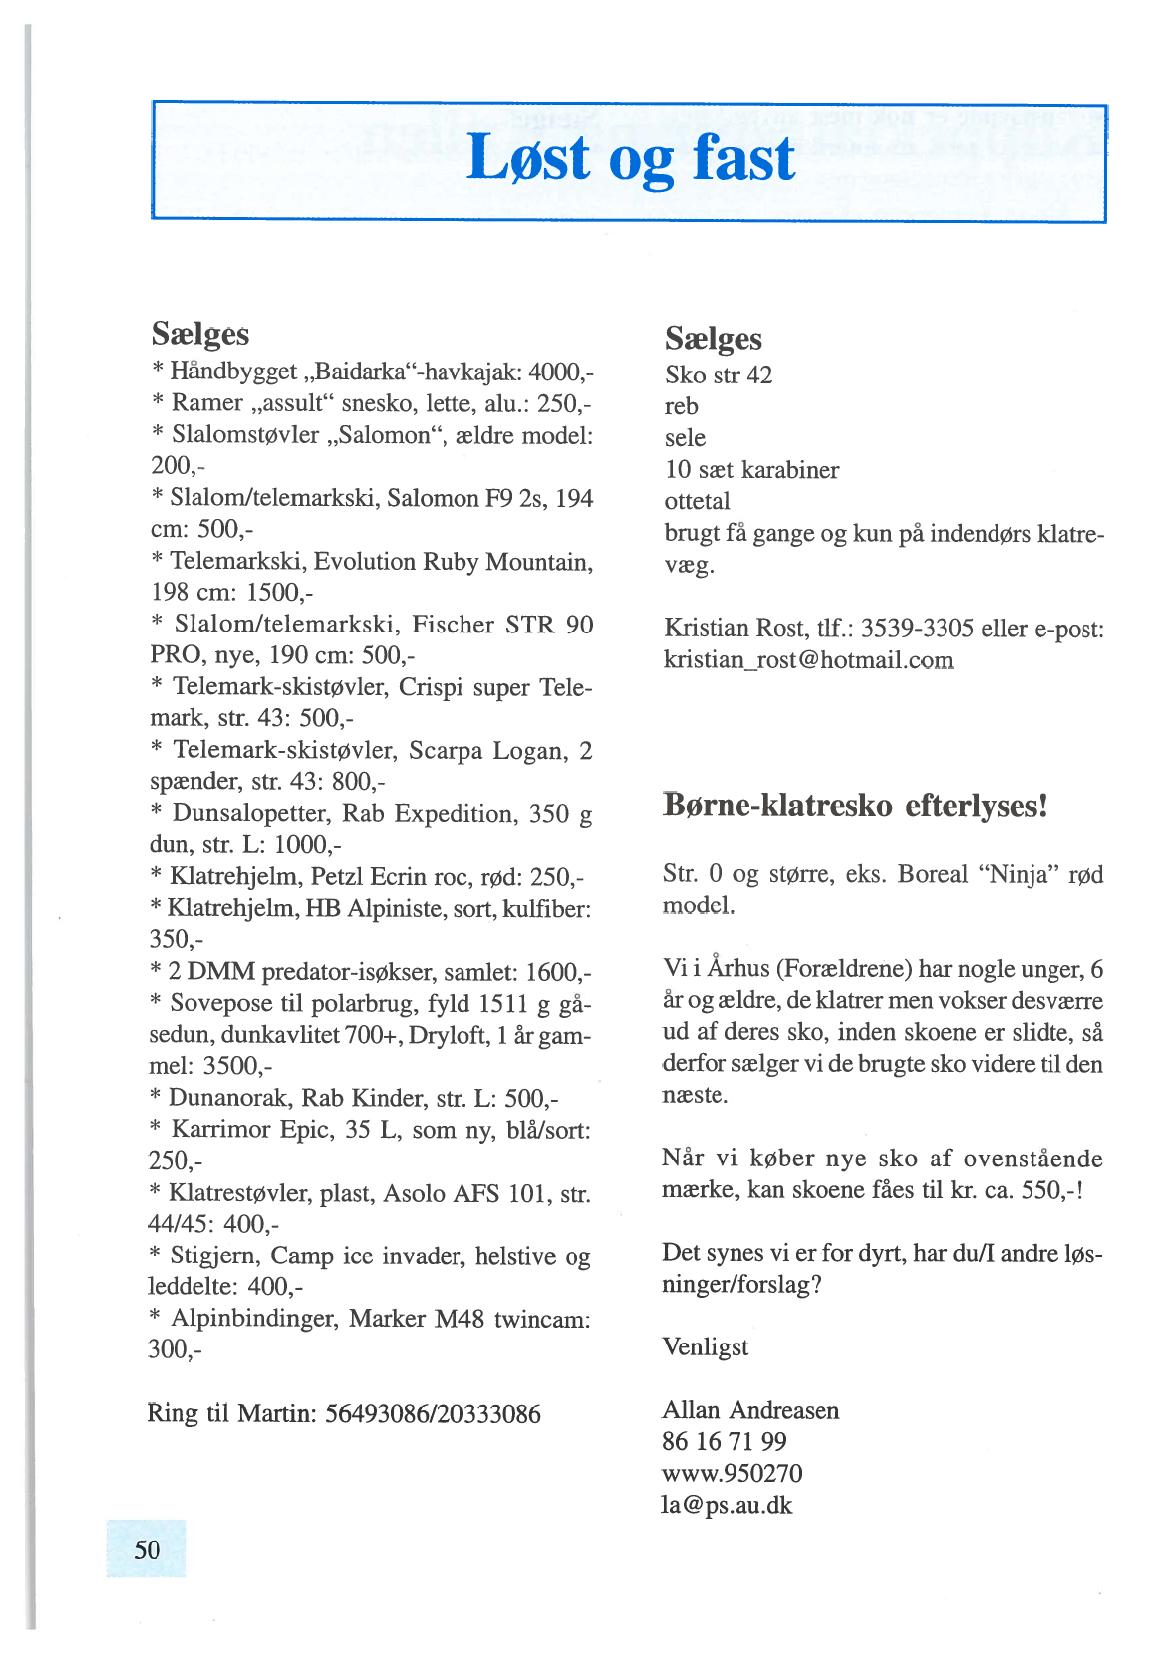 Løst og fast
Sælges
* Håndbygget „Baidarka“-havkajak: 4000,-
* Ramer „assult“ snesko, lette, alu.: 250,-
* Slalomstøvler „Salomon“, ældre model:
200,-
* Slalom/telemarkski, Salomon F9 2s, 194
cm: 500,-
* Telemarkski, Evolution Ruby Mountain,
198 cm: 1500,-
* Slalom/telemarkski, Fischer STR 90
PRO, nye, 190 cm: 500,-
* Telemark-skistøvler, Crispi super Tele-
mark, str. 43: 500,-
* Telemark-skistøvler, Scarpa Logan, 2
spænder, str. 43: 800,-
* Dunsalopetter, Rab Expedition, 350 g
dun, str. L: 1000,-
* Klatrehjelm, Petzl Ecrin roc, rød: 250,-
* Klatrehjelm, HB Alpiniste, sort, kulfiber:
350,-
* 2 DMM predator-isøkser, samlet: 1600,-
* Sovepose til polarbrug, fyld 1511 g gå-
sedun, dunkavlitet 700+, Dryloft, 1 år gam-
mel: 3500,-
* Dunanorak, Rab Kinder, str. L: 500,-
* Karrimor Epic, 35 L, som ny, blå/sort:
250,-
* Klatrestøvler, plast, Asolo AFS 101, str.
44/45: 400,-
* Stigjern, Camp ice invader, helstive og
leddelte: 400,-
* Alpinbindinger, Marker M48 twincam:
300,-
Ring til Martin: 56493086/20333086
Sælges
Sko str 42
reb
sele
10 sæt karabiner
ottetal
brugt få gange og kun på indendørs klatre-
væg.
Kristian Rost, tlf.: 3539-3305 eller e-post:
kristian_rost@hotmail.com
Børne-klatresko efterlyses!
Str. 0 og større, eks. Boreal “Ninja” rød
model.
Vi i Århus (Forældrene) har nogle unger, 6
år og ældre, de klatrer men vokser desværre
ud af deres sko, inden skoene er slidte, så
derfor sælger vi de brugte sko videre til den
næste.
Når vi køber nye sko af ovenstående
mærke, kan skoene fåes til kr. ca. 550,-!
Det synes vi er for dyrt, har du/I andre løs-
ninger/forslag?
Venligst
Allan Andreasen
86 16 71 99
www.950270
la@ps.au.dk
50